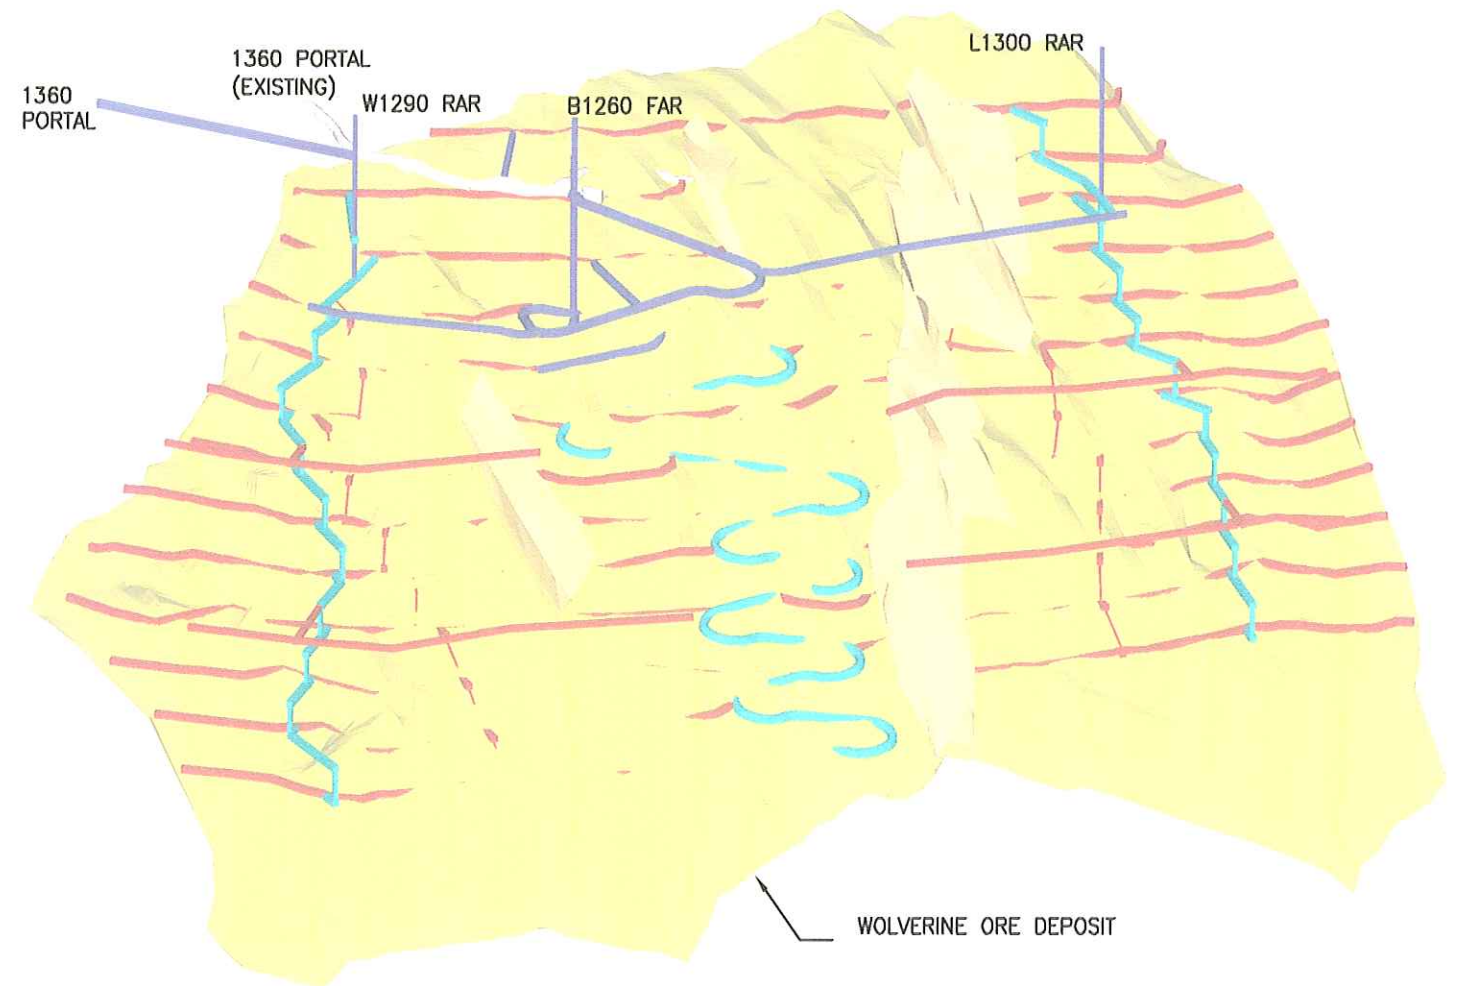 1360 PORTAL
(EXISTING)
1360
PORTAL
W1290 RAR
B1260 FAR
L1300 RAR
WOLVERINE ORE DEPOSIT